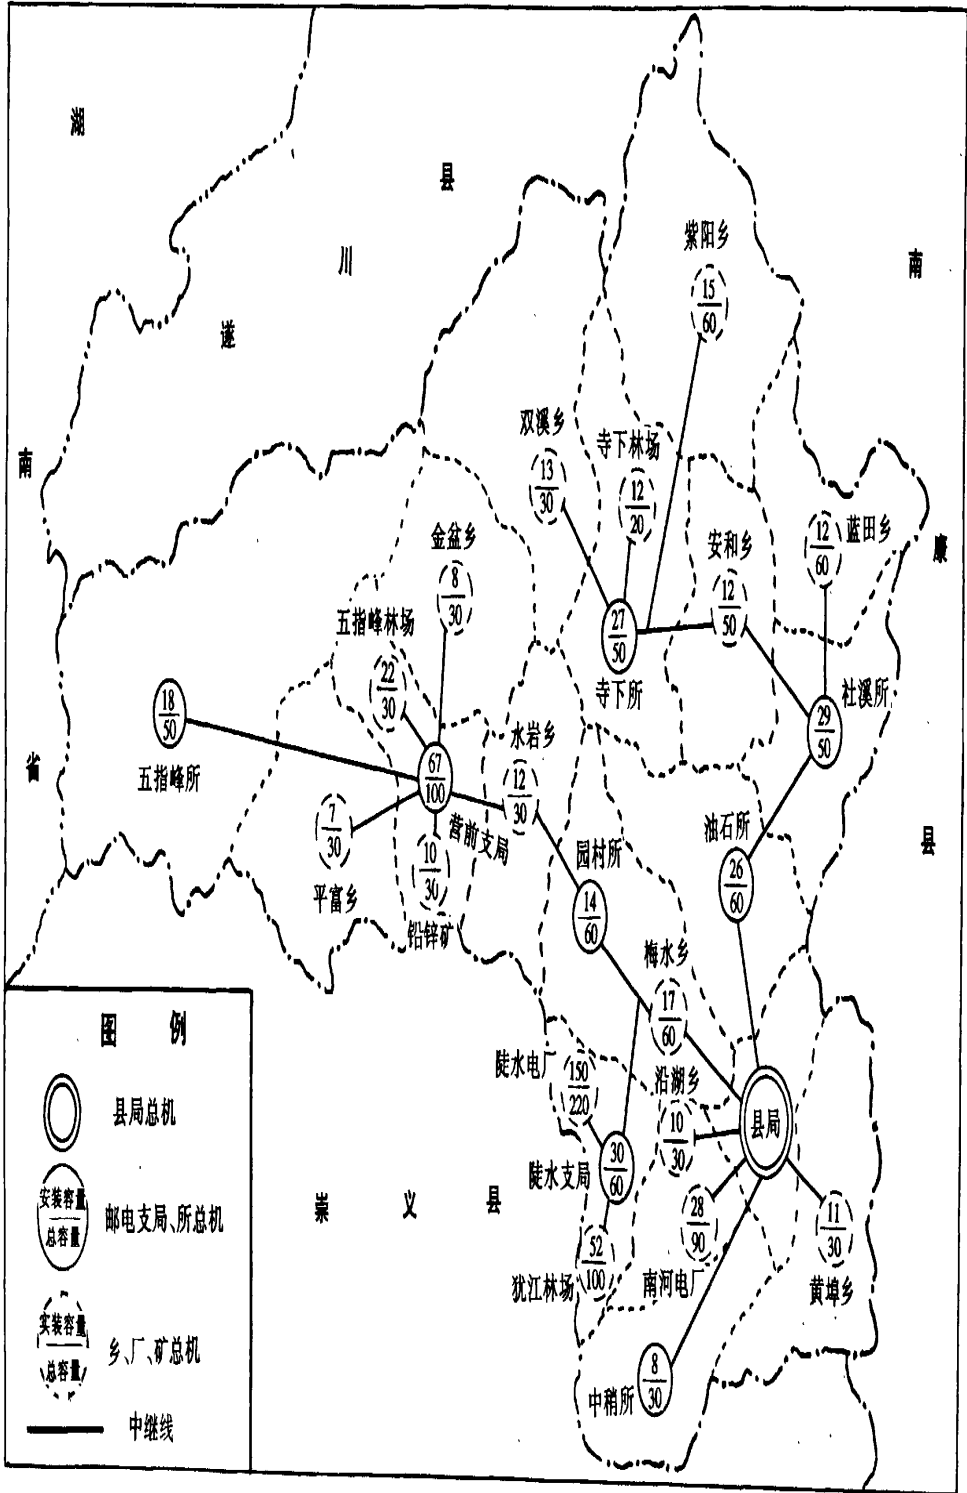 湖
县
川
遂
南
紫阳乡
15
60
双溪乡
13
30
寺下林场
12
20
南
金盆乡
8
30
安和乡
12
50
12
60
蓝田乡
康
五指峰林场
22
30
27
50
寺下所
18
50
五指峰所
省
67
100
营前支局
水岩乡
12
30
社溪所
29
50
7
30
平富乡
10
30
铅锌矿
园村所
14
60
油石所
26
60
县
梅水乡
17
60
陡水电厂
150
220
沿湖乡
10
30
县局
陡水支局
30
60
28
90
南河电厂
11
30
黄埠乡
犹江林场
52
100
崇义县
中稍所
8
30
图例
县局总机
安装容量
总容量
邮电支局、所总机
实装容量
总容量
乡、厂、矿总机
中继线